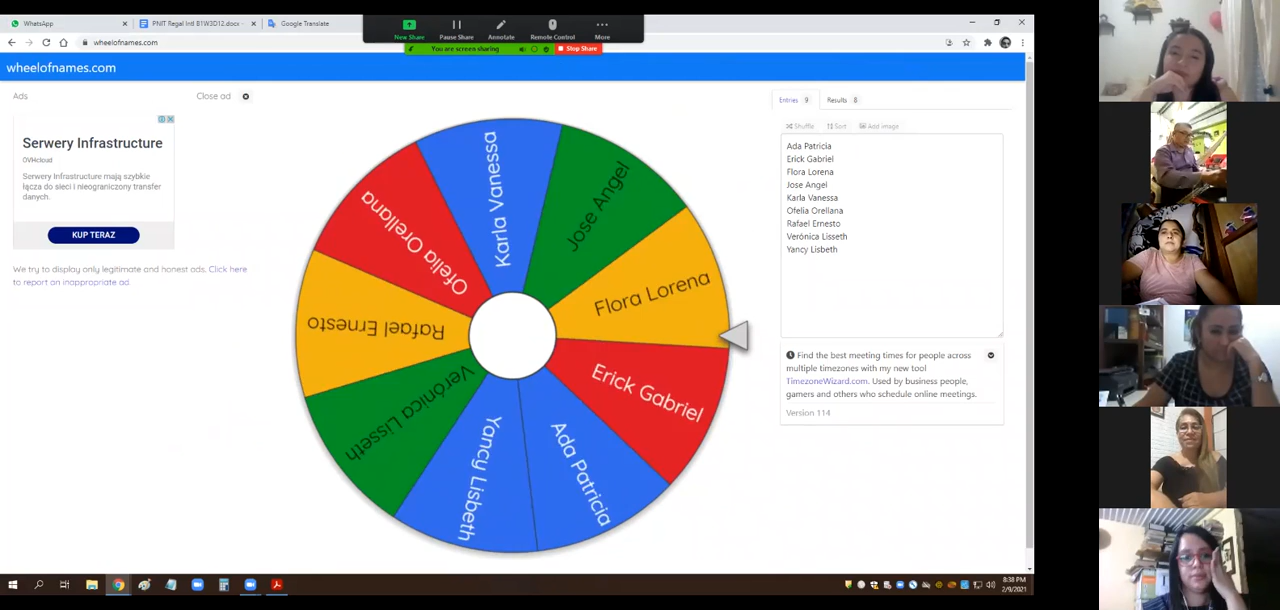 WhatsApp
PNIT Regal Intl B1W3D12.docx
Google Translate
New Share
Pause Share
Annotate
Remote Control
More
You are screen sharing
Stop Share
wheelofnames.com
wheelofnames.com
Ads
Close ad
Serwery Infrastructure
OVHcloud
Serwery Infrastructure mają szybkie
łącza do sieci i nieograniczony transfer
danych.
KUP TERAZ
We try to display only legitimate and honest ads. Click here
to report an inappropriate ad.
Karla Vanessa
Jose Angel
Flora Lorena
Erick Gabriel
Ada Patricia
Yancy Lisbeth
Verónica Lisseth
Rafael Ernesto
Ofelia Orellana
Entries 9
Results 8
Shuffle
Sort
Add image
Ada Patricia
Erick Gabriel
Flora Lorena
Jose Angel
Karla Vanessa
Ofelia Orellana
Rafael Ernesto
Verónica Lisseth
Yancy Lisbeth
Find the best meeting times for people across
multiple timezones with my new tool
TimezoneWizard.com. Used by business people,
gamers and others who schedule online meetings.
Version 114
8:38 PM
2/9/2021